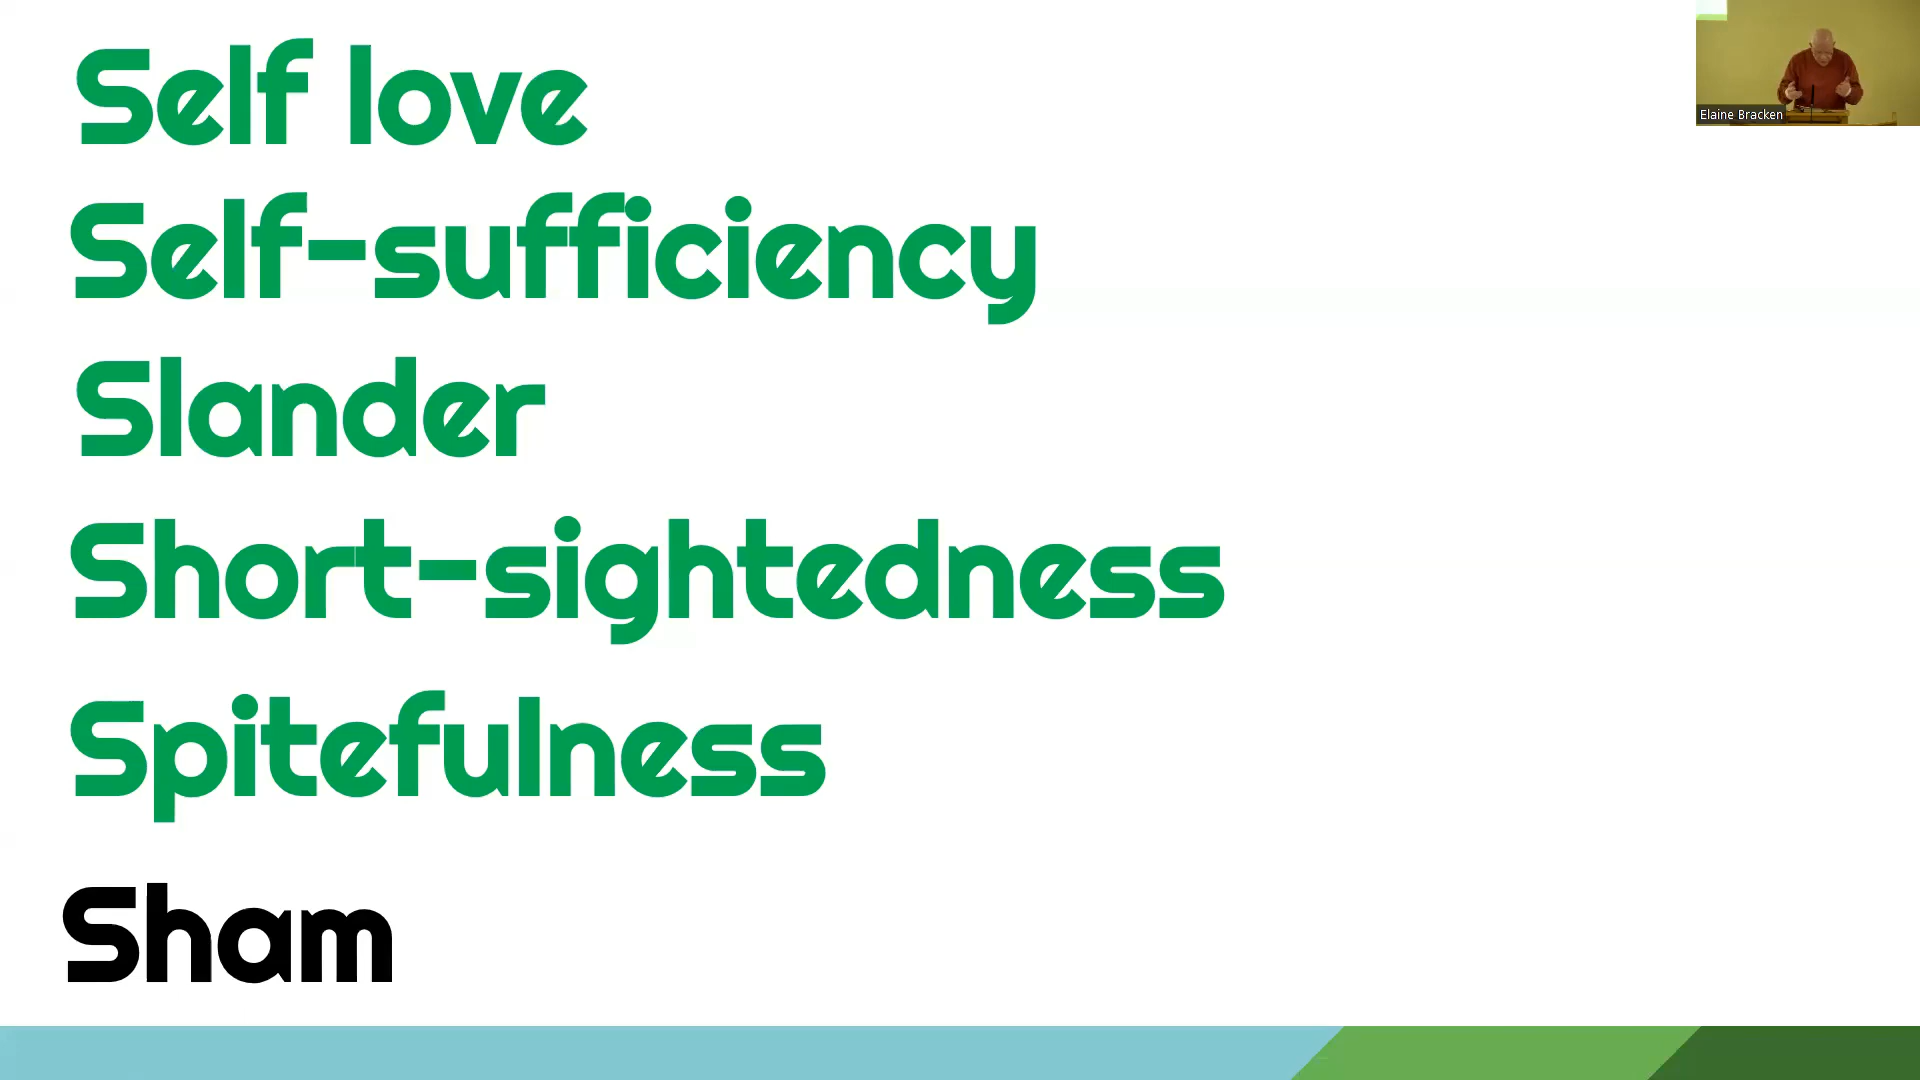 Self love
Self-sufficiency
Slander
Short-sightedness
Spitefulness
Sham
Elaine Bracken